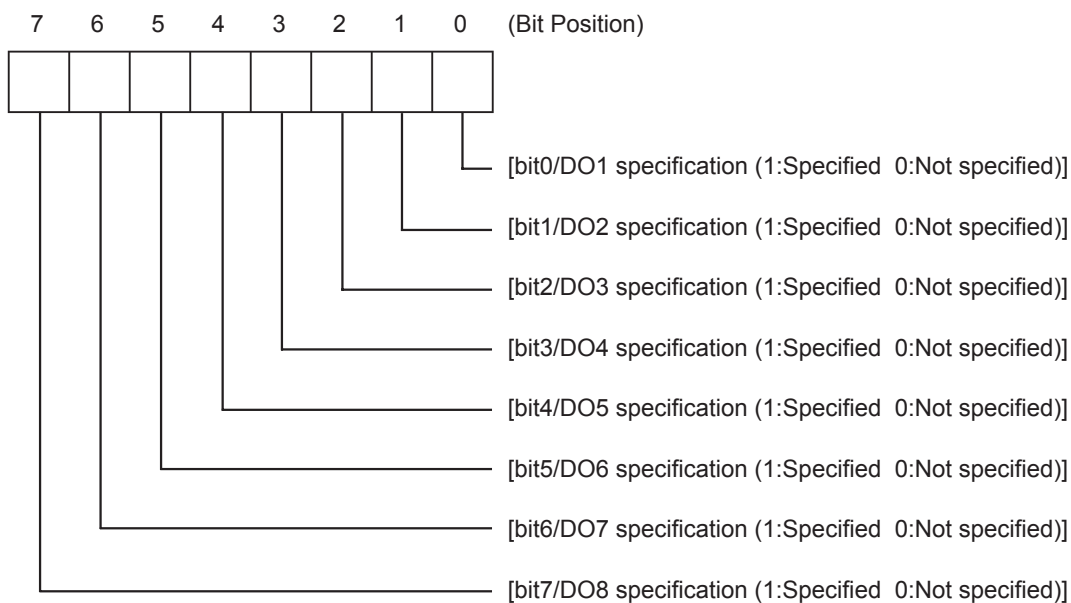 7 6 5 4 3 2 1 0 (Bit Position)
[bit0/DO1 specification (1:Specified 0:Not specified)]
[bit1/DO2 specification (1:Specified 0:Not specified)]
[bit2/DO3 specification (1:Specified 0:Not specified)]
[bit3/DO4 specification (1:Specified 0:Not specified)]
[bit4/DO5 specification (1:Specified 0:Not specified)]
[bit5/DO6 specification (1:Specified 0:Not specified)]
[bit6/DO7 specification (1:Specified 0:Not specified)]
[bit7/DO8 specification (1:Specified 0:Not specified)]